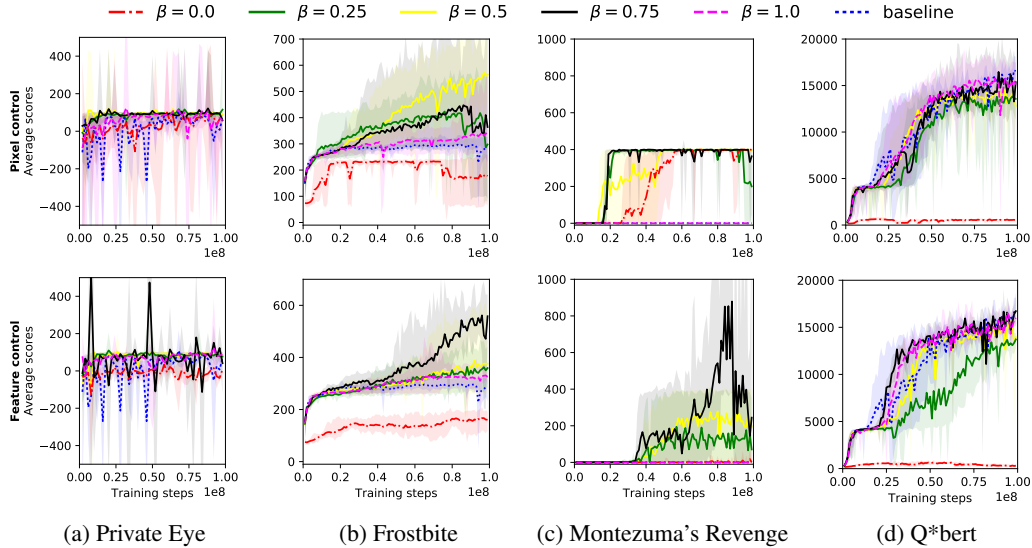 β = 0.0 β = 0.25 β = 0.5 β = 0.75 β = 1.0 baseline
Pixel control
Average scores
400
200
0
−200
−400
0.0 0.25 0.50 0.75 1.00
1e8
700
600
500
400
300
200
100
0
0.0 0.2 0.4 0.6 0.8 1.0
1e8
1000
800
600
400
200
0
0.0 0.2 0.4 0.6 0.8 1.0
1e8
20000
15000
10000
5000
0
0.00 0.25 0.50 0.75 1.00
1e8
Feature control
Average scores
400
200
0
−200
−400
0.0 0.25 0.50 0.75 1.00
Training steps 1e8
600
400
200
0
0.0 0.2 0.4 0.6 0.8 1.0
Training steps 1e8
1000
800
600
400
200
0
0.0 0.2 0.4 0.6 0.8 1.0
Training steps 1e8
20000
15000
10000
5000
0
0.00 0.25 0.50 0.75 1.00
Training steps 1e8
(a) Private Eye (b) Frostbite (c) Montezuma's Revenge (d) Q*bert